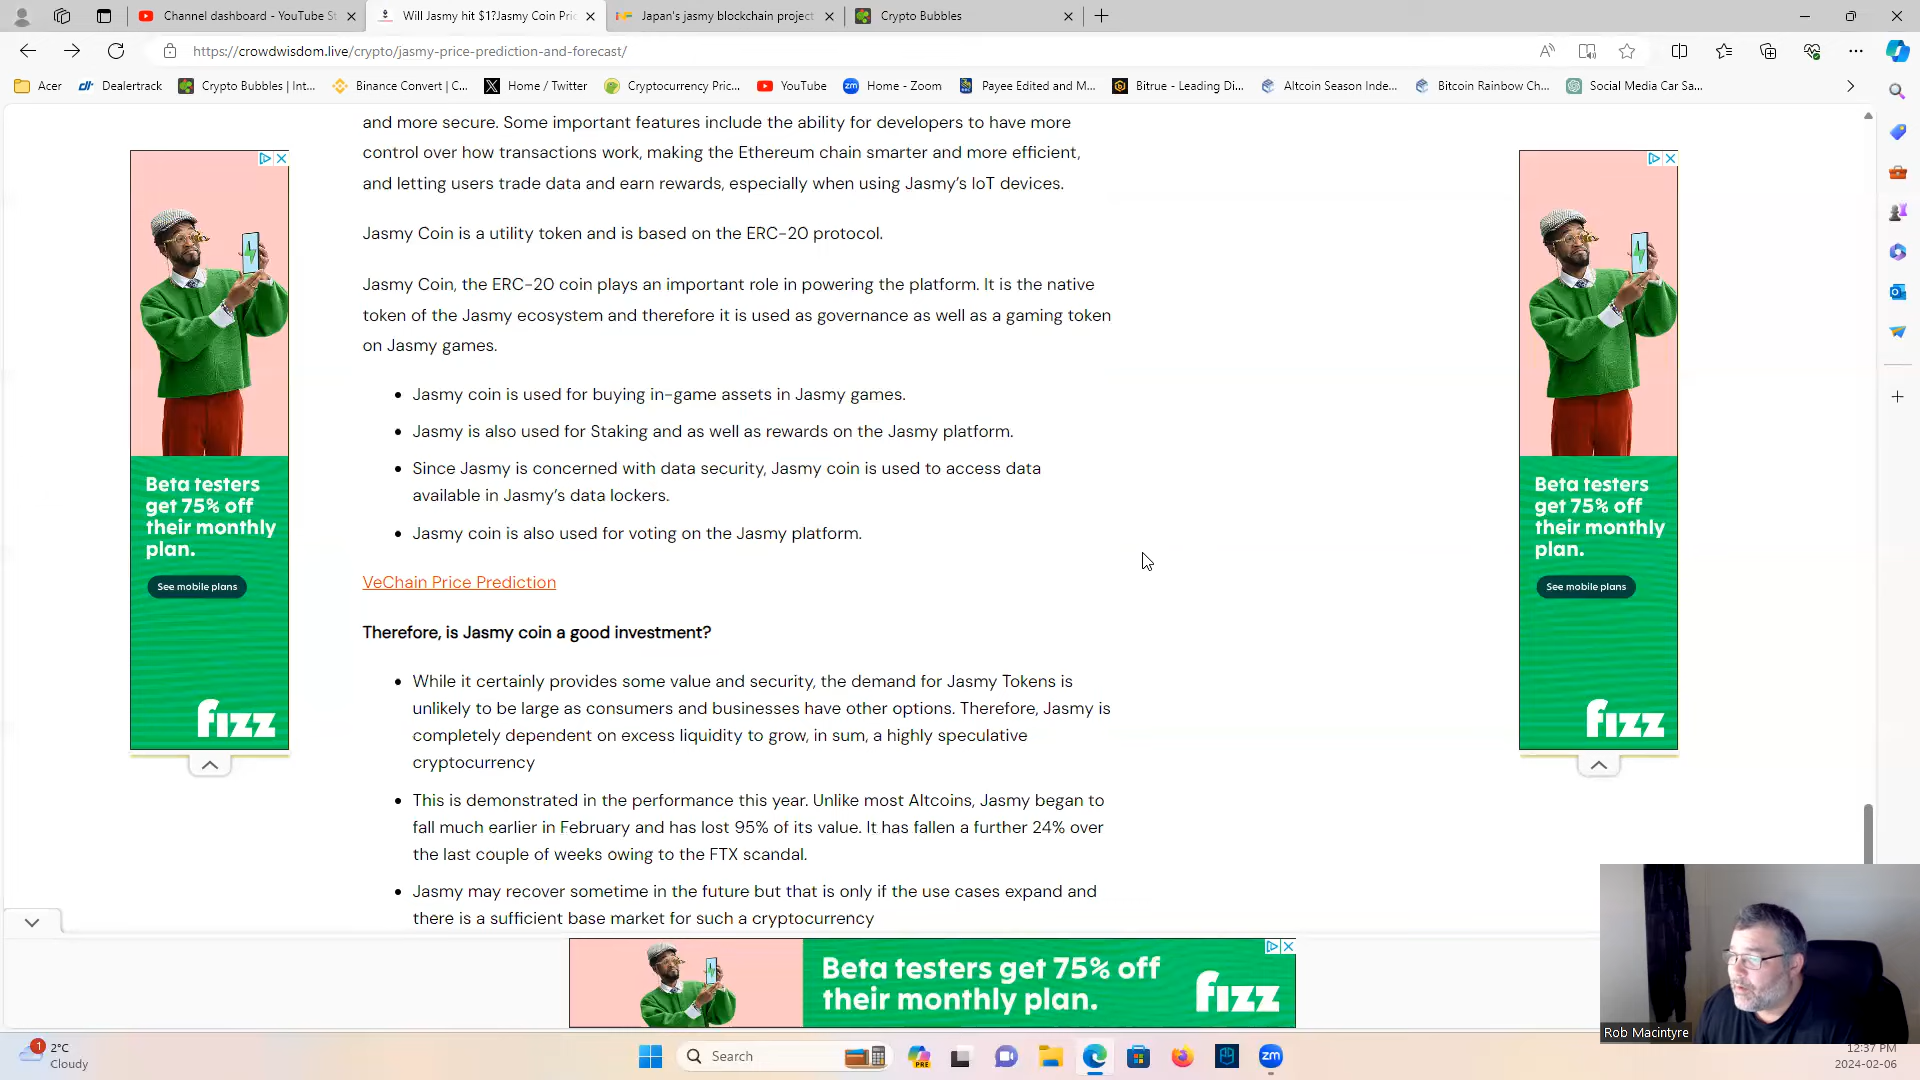 Channel dashboard - YouTube St
Will Jasmy hit $1?Jasmy Coin Pric
Japan's jasmy blockchain project
Crypto Bubbles
https://crowdwisdom.live/crypto/jasmy-price-prediction-and-forecast/
Acer
Dealertrack
Crypto Bubbles | Int...
Binance Convert | C...
Home / Twitter
Cryptocurrency Pric...
YouTube
Home - Zoom
Payee Edited and M...
Bitrue - Leading Di...
Altcoin Season Inde...
Bitcoin Rainbow Ch...
Social Media Car Sa...
and more secure. Some important features include the ability for developers to have more
control over how transactions work, making the Ethereum chain smarter and more efficient,
and letting users trade data and earn rewards, especially when using Jasmy's IoT devices.
Jasmy Coin is a utility token and is based on the ERC-20 protocol.
Jasmy Coin, the ERC-20 coin plays an important role in powering the platform. It is the native
token of the Jasmy ecosystem and therefore it is used as governance as well as a gaming token
on Jasmy games.
• Jasmy coin is used for buying in-game assets in Jasmy games.
• Jasmy is also used for Staking and as well as rewards on the Jasmy platform.
• Since Jasmy is concerned with data security, Jasmy coin is used to access data
available in Jasmy's data lockers.
• Jasmy coin is also used for voting on the Jasmy platform.
VeChain Price Prediction
Therefore, is Jasmy coin a good investment?
• While it certainly provides some value and security, the demand for Jasmy Tokens is
unlikely to be large as consumers and businesses have other options. Therefore, Jasmy is
completely dependent on excess liquidity to grow, in sum, a highly speculative
cryptocurrency
• This is demonstrated in the performance this year. Unlike most Altcoins, Jasmy began to
fall much earlier in February and has lost 95% of its value. It has fallen a further 24% over
the last couple of weeks owing to the FTX scandal.
• Jasmy may recover sometime in the future but that is only if the use cases expand and
there is a sufficient base market for such a cryptocurrency
Beta testers
get 75% off
their monthly
plan.
See mobile plans
fizz
Beta testers
get 75% off
their monthly
plan.
See mobile plans
fizz
Beta testers get 75% off
their monthly plan.
fizz
Rob Macintyre
1
2°C
Cloudy
Search
PRE
zm
12:37 PM
2024-02-06